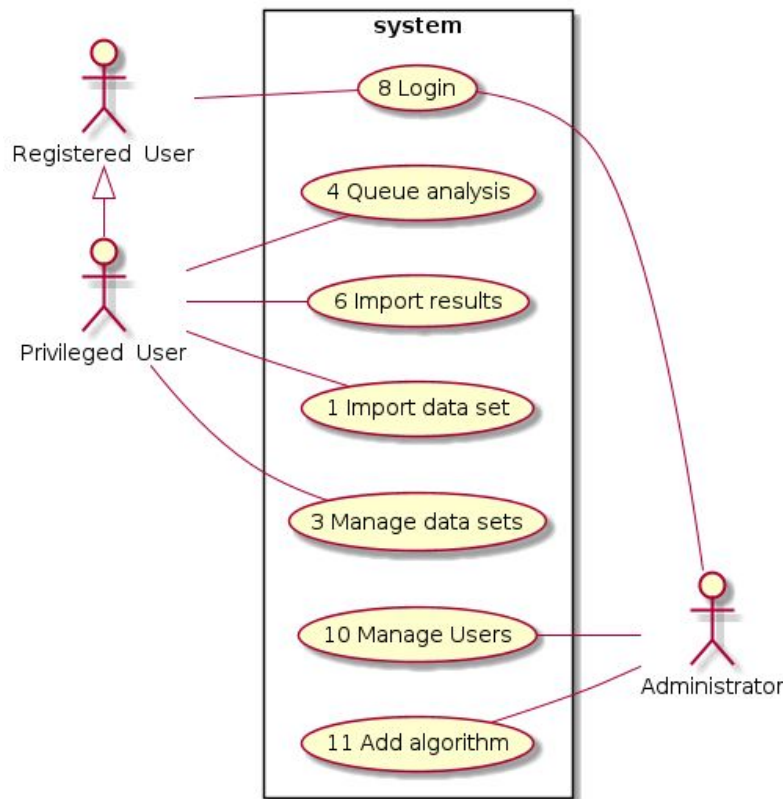 system
8 Login
Registered User
4 Queue analysis
6 Import results
Privileged User
1 Import data set
3 Manage data sets
10 Manage Users
Administrator
11 Add algorithm